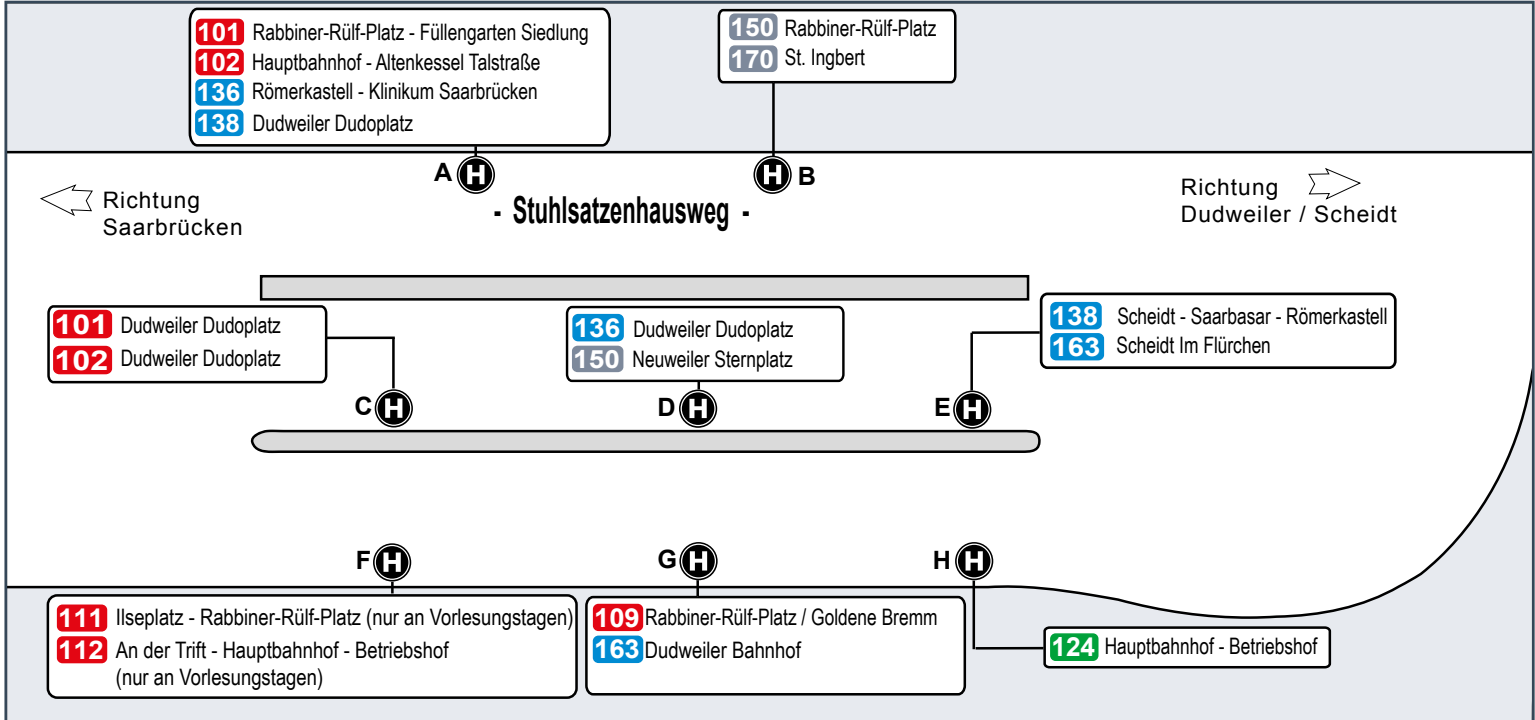 101 Rabbiner-Rülf-Platz - Füllengarten Siedlung
102 Hauptbahnhof - Altenkessel Talstraße
136 Römerkastell - Klinikum Saarbrücken
138 Dudweiler Dudoplatz
150 Rabbiner-Rülf-Platz
170 St. Ingbert
A H
H B
Richtung
Saarbrücken
- Stuhlsatzenhausweg -
Richtung
Dudweiler / Scheidt
101 Dudweiler Dudoplatz
102 Dudweiler Dudoplatz
136 Dudweiler Dudoplatz
150 Neuweiler Sternplatz
138 Scheidt - Saarbasar - Römerkastell
163 Scheidt Im Flürchen
C H
D H
E H
F H
G H
H H
111 Ilseplatz - Rabbiner-Rülf-Platz (nur an Vorlesungstagen)
112 An der Trift - Hauptbahnhof - Betriebshof
(nur an Vorlesungstagen)
109 Rabbiner-Rülf-Platz / Goldene Bremm
163 Dudweiler Bahnhof
124 Hauptbahnhof - Betriebshof